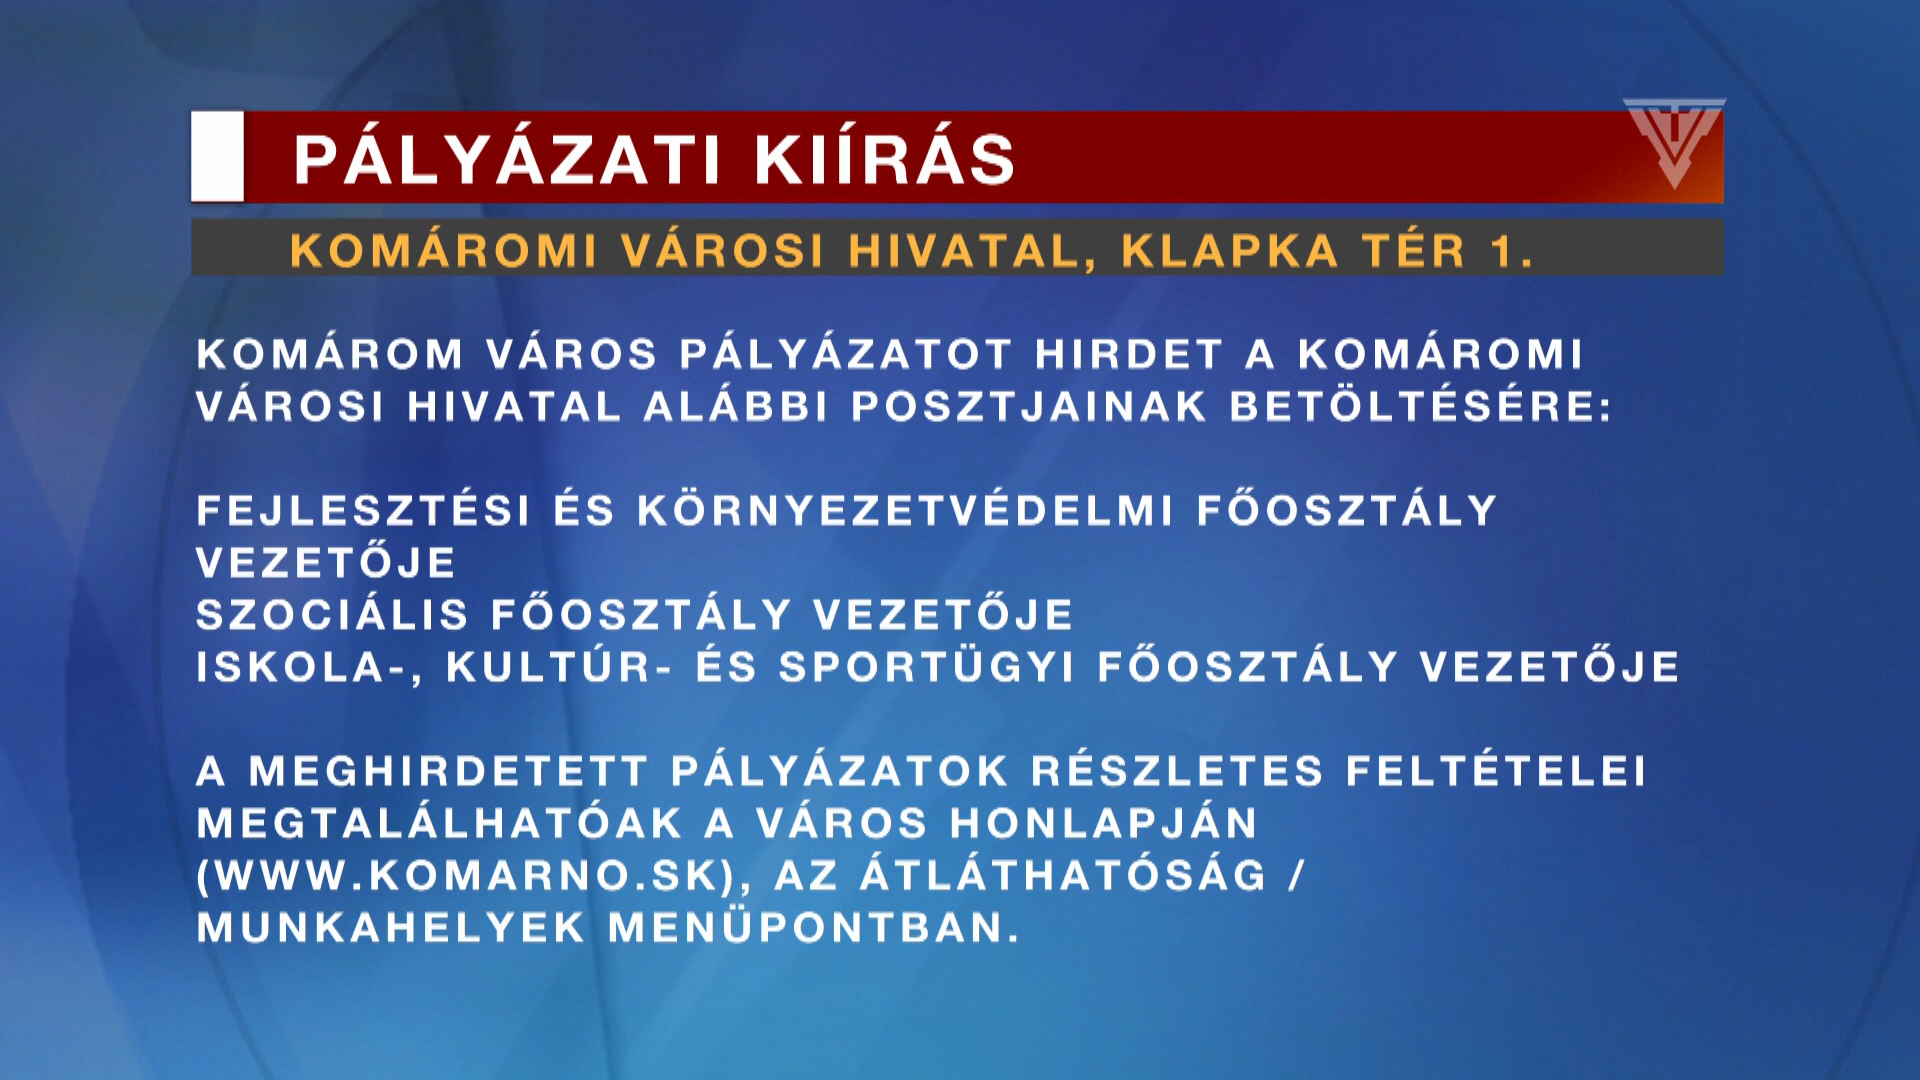 PÁLYÁZATI KIÍRÁS
KOMÁROMI VÁROSI HIVATAL, KLAPKA TÉR 1.
KOMÁROM VÁROS PÁLYÁZATOT HIRDET A KOMÁROMI
VÁROSI HIVATAL ALÁBBI POSZTJAINAK BETÖLTÉSÉRE:
FEJLESZTÉSI ÉS KÖRNYEZETVÉDELMI FŐOSZTÁLY
VEZETŐJE
SZOCIÁLIS FŐOSZTÁLY VEZETŐJE
ISKOLA-, KULTÚR- ÉS SPORTÜGYI FŐOSZTÁLY VEZETŐJE
A MEGHIRDETETT PÁLYÁZATOK RÉSZLETES FELTÉTELEI
MEGTALÁLHATÓAK A VÁROS HONLAPJÁN
(WWW.KOMARNO.SK), AZ ÁTLÁTHATÓSÁG /
MUNKAHELYEK MENÜPONTBAN.